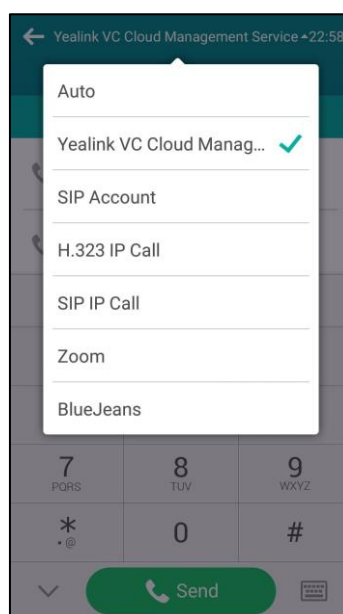 Yealink VC Cloud Management Service 22:58
Auto
Yealink VC Cloud Manag...
SIP Account
H.323 IP Call
SIP IP Call
Zoom
BlueJeans
7 8 9
PQRS TUV WXYZ
* 0 #
. @
Send